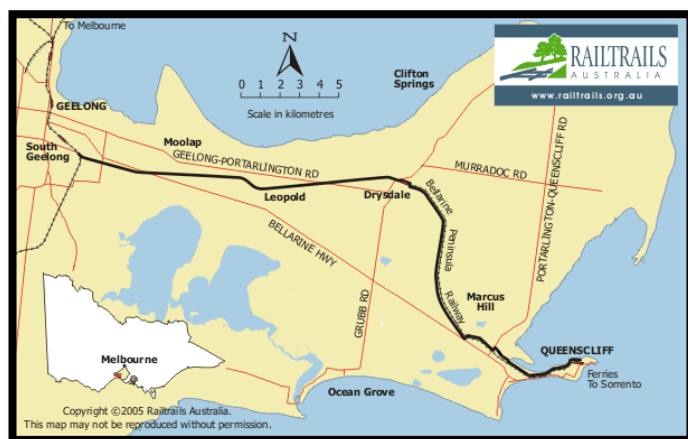 To Melbourne
RAILTRAILS
AUSTRALIA
www.railtrails.org.au
N
0 1 2 3 4 5
Scale in kilometres
Clifton
Springs
GEELONG
South
Geelong
Moolap
GEELONG-PORTARLINGTON RD
MURRADOC RD
PORTARLINGTON-QUEENSCLIFF RD
Leopold
Drysdale
Bellarine
Peninsula
Railway
BELLARINE HWY
GRUBB RD
Marcus
Hill
QUEENSCLIFF
Ferries
To Sorrento
Melbourne
Ocean Grove
Copyright ©2005 Railtrails Australia.
This map may not be reproduced without permission.